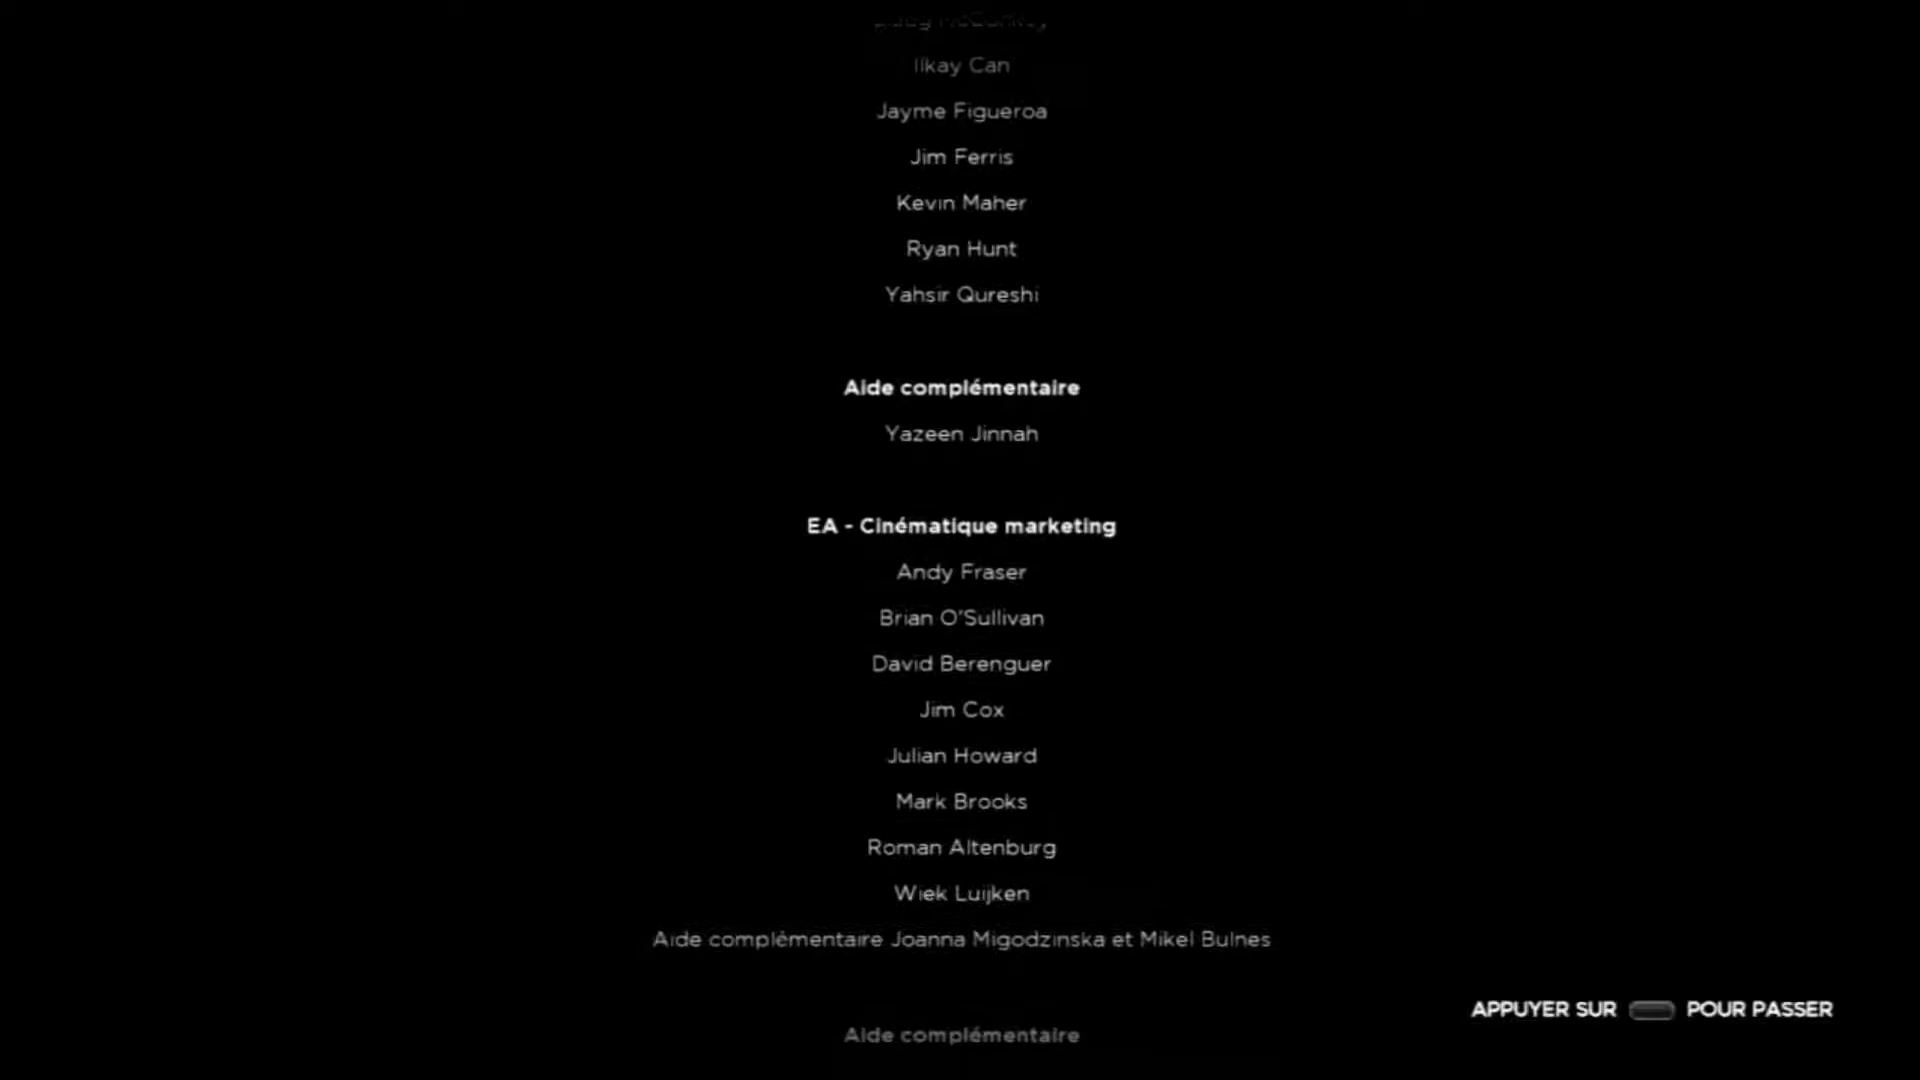 Ilkay Can
Jayme Figueroa
Jim Ferris
Kevin Maher
Ryan Hunt
Yahsir Qureshi
Aide complémentaire
Yazeen Jinnah
EA - Cinématique marketing
Andy Fraser
Brian O'Sullivan
David Berenguer
Jim Cox
Julian Howard
Mark Brooks
Roman Altenburg
Wiek Luijken
Aide complémentaire Joanna Migodzinska et Mikel Bulnes
APPUYER SUR POUR PASSER
Aide complémentaire